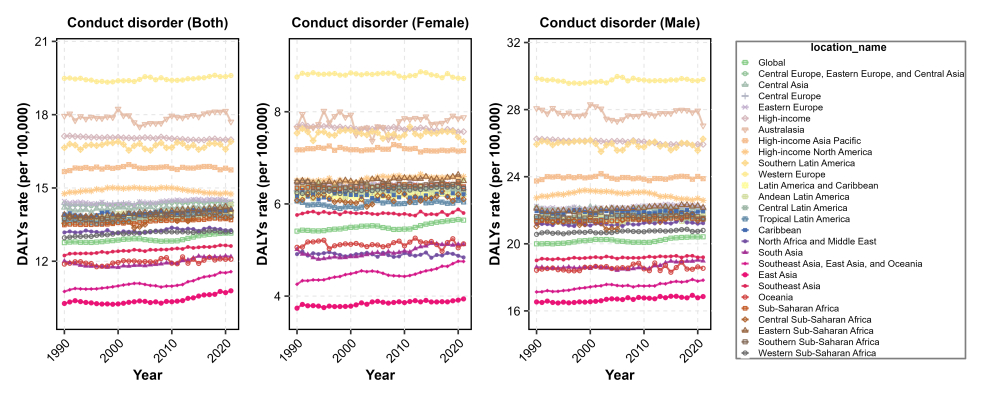 Conduct disorder (Both)
Conduct disorder (Female)
Conduct disorder (Male)
DALYs rate (per 100,000)
21
18
15
12
1990
2000
2010
2020
Year
DALYs rate (per 100,000)
8
6
4
1990
2000
2010
2020
Year
DALYs rate (per 100,000)
32
28
24
20
16
1990
2000
2010
2020
Year
location_name
Global
Central Europe, Eastern Europe, and Central Asia
Central Asia
Central Europe
Eastern Europe
High-income
Australasia
High-income Asia Pacific
High-income North America
Southern Latin America
Western Europe
Latin America and Caribbean
Andean Latin America
Central Latin America
Tropical Latin America
Caribbean
North Africa and Middle East
South Asia
Southeast Asia, East Asia, and Oceania
East Asia
Southeast Asia
Oceania
Sub-Saharan Africa
Central Sub-Saharan Africa
Eastern Sub-Saharan Africa
Southern Sub-Saharan Africa
Western Sub-Saharan Africa